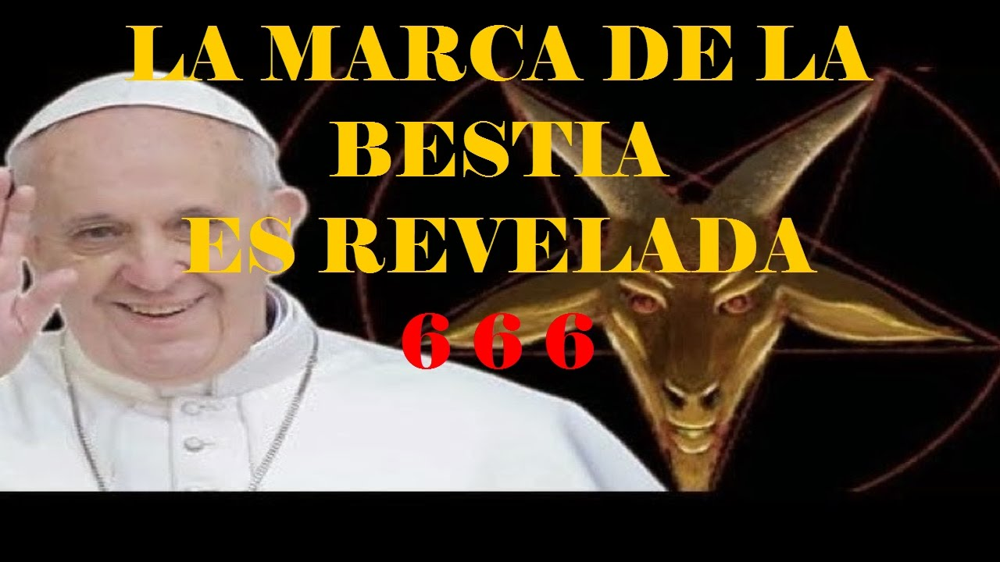 LA MARCA DE LA
BESTIA
ES REVELADA
6 6 6